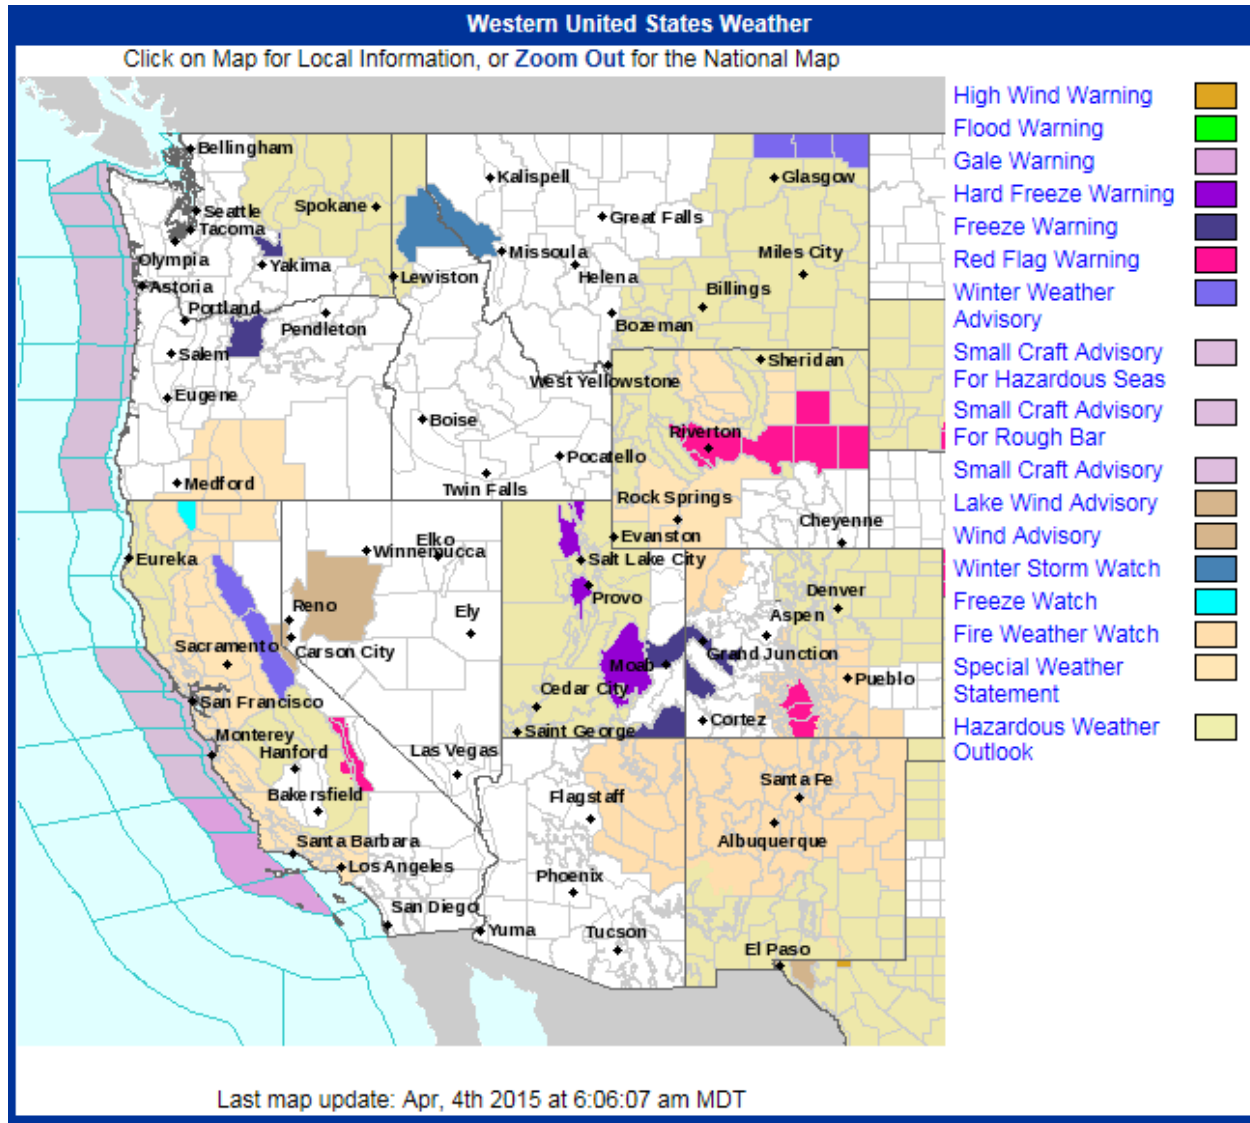 Western United States Weather
Click on Map for Local Information, or Zoom Out for the National Map
Bellingham
Seattle
Tacoma
Olympia
Spokane
Yakima
Astoria
Portland
Salem
Eugene
Medford
Pendleton
Lewiston
Kalispell
Great Falls
Missoula
Helena
Bozeman
West Yellowstone
Glasgow
Miles City
Billings
Sheridan
Boise
Pocatello
Twin Falls
Riverton
Rock Springs
Cheyenne
Evanston
Eureka
Elko
Winnemucca
Reno
Ely
Carson City
Sacramento
San Francisco
Monterey
Hanford
Bakersfield
Las Vegas
Santa Barbara
Los Angeles
San Diego
Salt Lake City
Provo
Moab
Cedar City
Saint George
Denver
Aspen
Grand Junction
Pueblo
Cortez
Flagstaff
Phoenix
Yuma
Tucson
Santa Fe
Albuquerque
El Paso
High Wind Warning
Flood Warning
Gale Warning
Hard Freeze Warning
Freeze Warning
Red Flag Warning
Winter Weather
Advisory
Small Craft Advisory
For Hazardous Seas
Small Craft Advisory
For Rough Bar
Small Craft Advisory
Lake Wind Advisory
Wind Advisory
Winter Storm Watch
Freeze Watch
Fire Weather Watch
Special Weather
Statement
Hazardous Weather
Outlook
Last map update: Apr, 4th 2015 at 6:06:07 am MDT